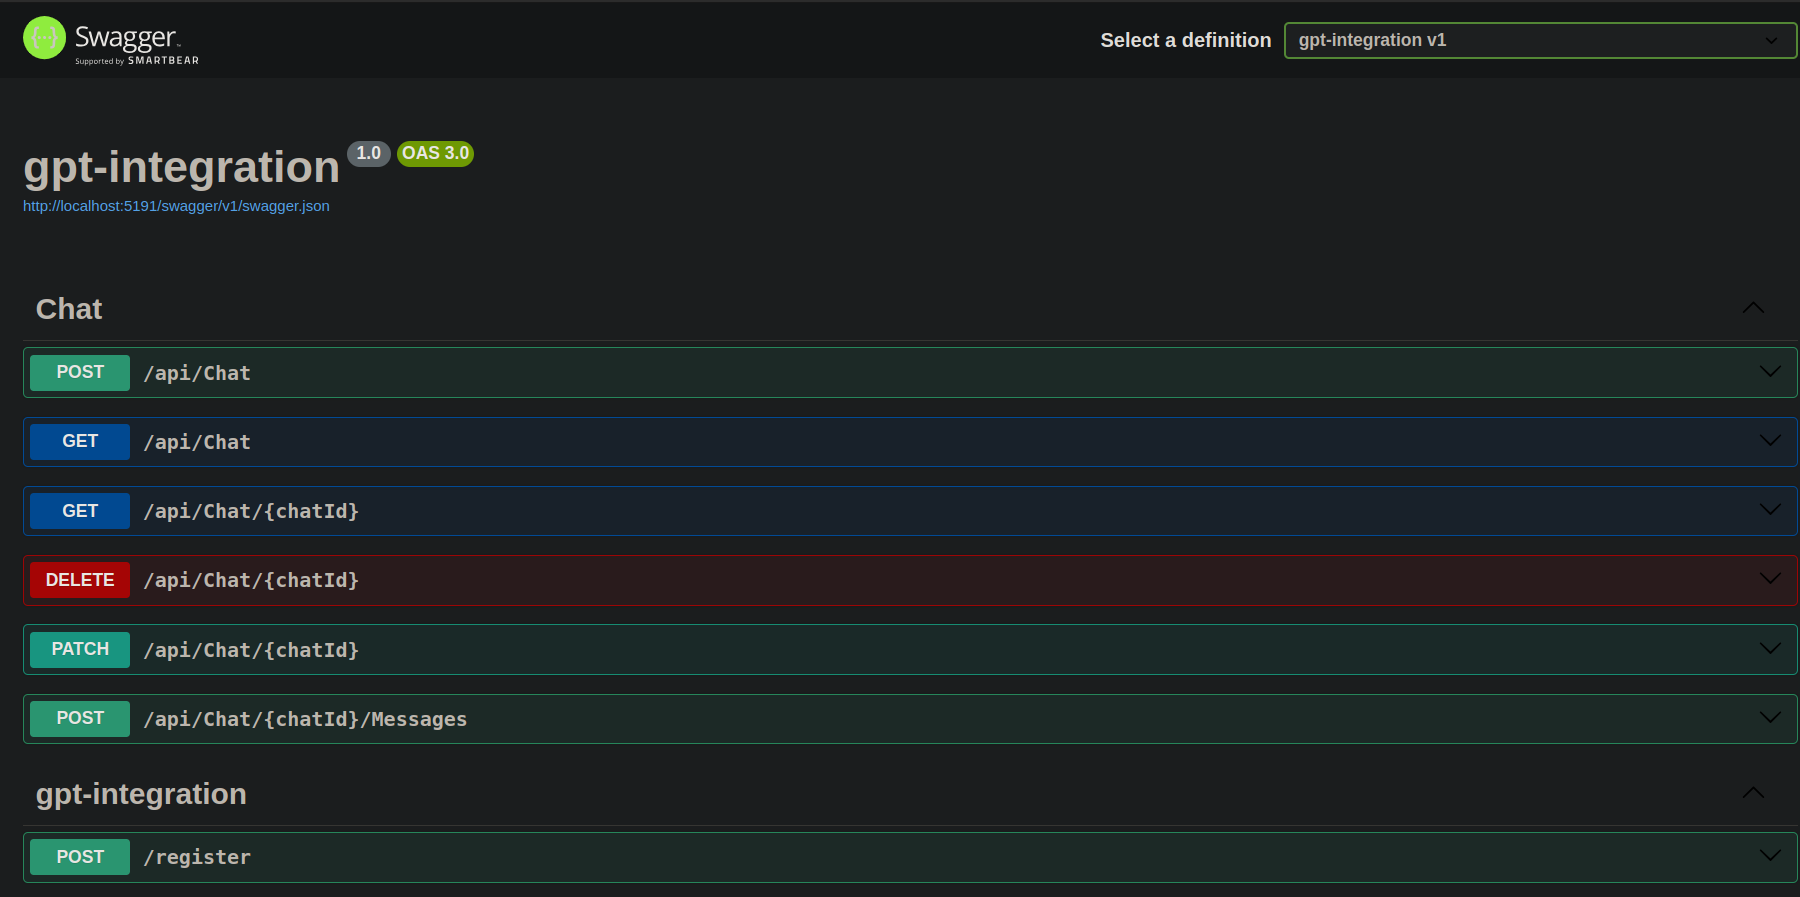 Swagger
Supported by SMARTBEAR
Select a definition
gpt-integration v1
gpt-integration 1.0 OAS 3.0
http://localhost:5191/swagger/v1/swagger.json
Chat
POST /api/Chat
GET /api/Chat
GET /api/Chat/{chatId}
DELETE /api/Chat/{chatId}
PATCH /api/Chat/{chatId}
POST /api/Chat/{chatId}/Messages
gpt-integration
POST /register